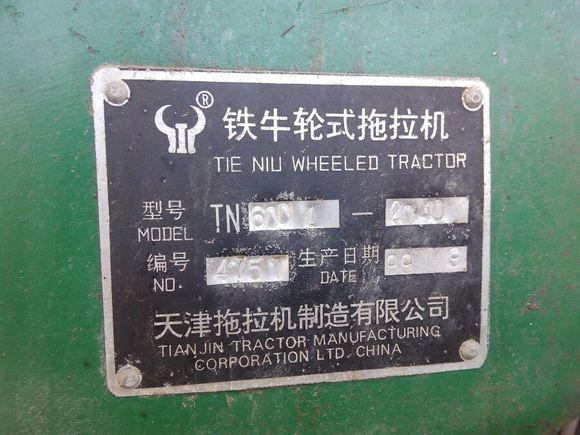 ® 铁牛轮式拖拉机
TIE NIU WHEELED TRACTOR
型号 TN —
MODEL
编号 4757 生产日期
NO. DATE
天津拖拉机制造有限公司
TIANJIN TRACTOR MANUFACTURING
CORPORATION LTD. CHINA